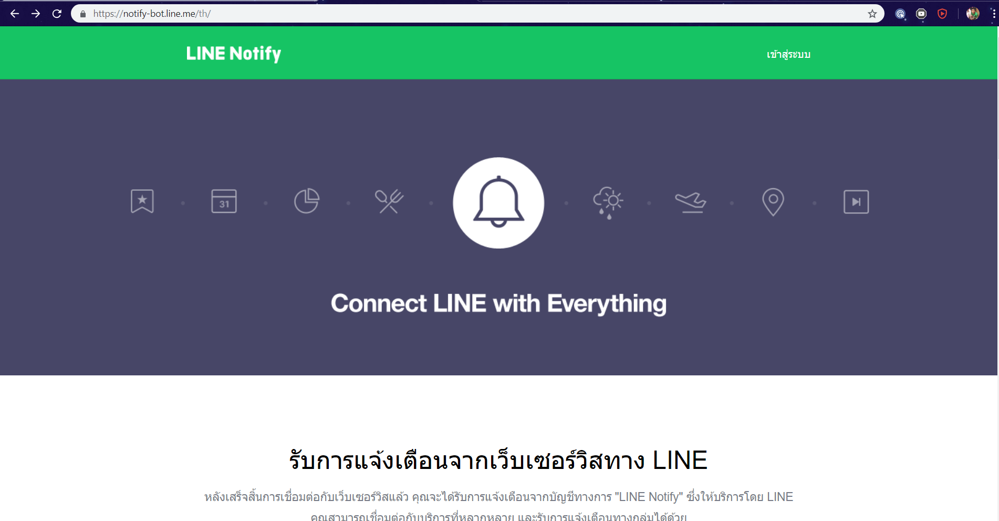 https://notify-bot.line.me/th/
LINE Notify
เข้าสู่ระบบ
31
Connect LINE with Everything
รับการแจ้งเตือนจากเว็บเซอร์วิสทาง LINE
หลังเสร็จสิ้นการเชื่อมต่อกับเว็บเซอร์วิสแล้ว คุณจะได้รับการแจ้งเตือนจากบัญชีทางการ "LINE Notify" ซึ่งให้บริการโดย LINE
คุณสามารถเชื่อมต่อกับบริการที่หลากหลาย และรับการแจ้งเตือนทางกลุ่มได้ด้วย